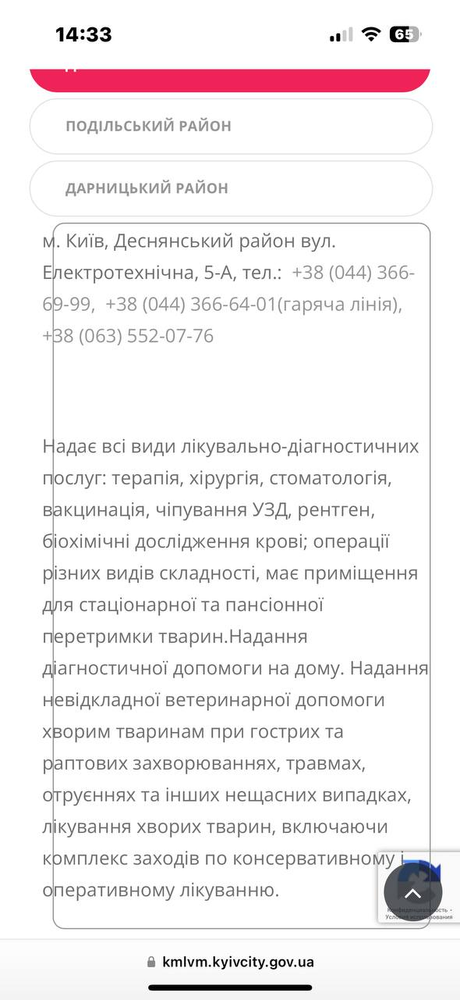 14:33
65
ПОДІЛЬСЬКИЙ РАЙОН
ДАРНИЦЬКИЙ РАЙОН
м. Київ, Деснянський район вул.
Електротехнічна, 5-А, тел.: +38 (044) 366-
69-99, +38 (044) 366-64-01(гаряча лінія),
+38 (063) 552-07-76
Надає всі види лікувально-діагностичних
послуг: терапія, хірургія, стоматологія,
вакцинація, чіпування УЗД, рентген,
біохімічні дослідження крові; операції
різних видів складності, має приміщення
для стаціонарної та пансіонної
перетримки тварин.Надання
діагностичної допомоги на дому. Надання
невідкладної ветеринарної допомоги
хворим тваринам при гострих та
раптових захворюваннях, травмах,
отруєннях та інших нещасних випадках,
лікування хворих тварин, включаючи
комплекс заходів по консервативному і
оперативному лікуванню.
Конфиденциальность -
Условия использования
kmlvm.kyivcity.gov.ua